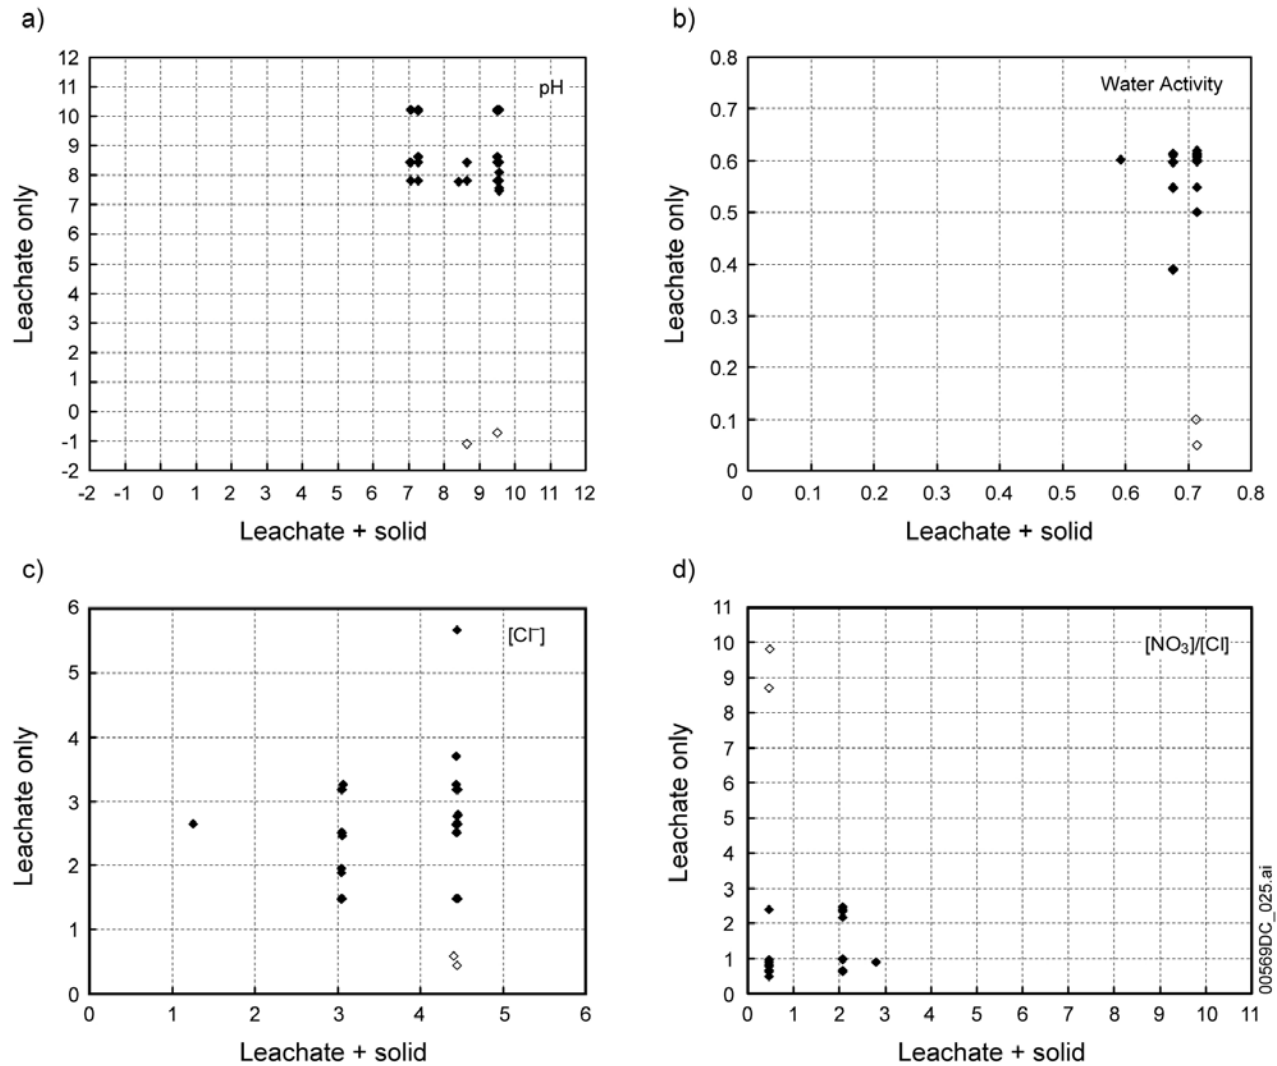 a)
12
11
10
9
8
7
6
5
4
3
2
1
0
-1
-2
-2 -1 0 1 2 3 4 5 6 7 8 9 10 11 12
pH
Leachate only
Leachate + solid
b)
0.8
0.7
0.6
0.5
0.4
0.3
0.2
0.1
0
0 0.1 0.2 0.3 0.4 0.5 0.6 0.7 0.8
Water Activity
Leachate only
Leachate + solid
c)
6
5
4
3
2
1
0
0 1 2 3 4 5 6
[Cl⁻]
Leachate only
Leachate + solid
d)
11
10
9
8
7
6
5
4
3
2
1
0
0 1 2 3 4 5 6 7 8 9 10 11
[NO₃]/[Cl]
Leachate only
Leachate + solid
00569DC_025.ai